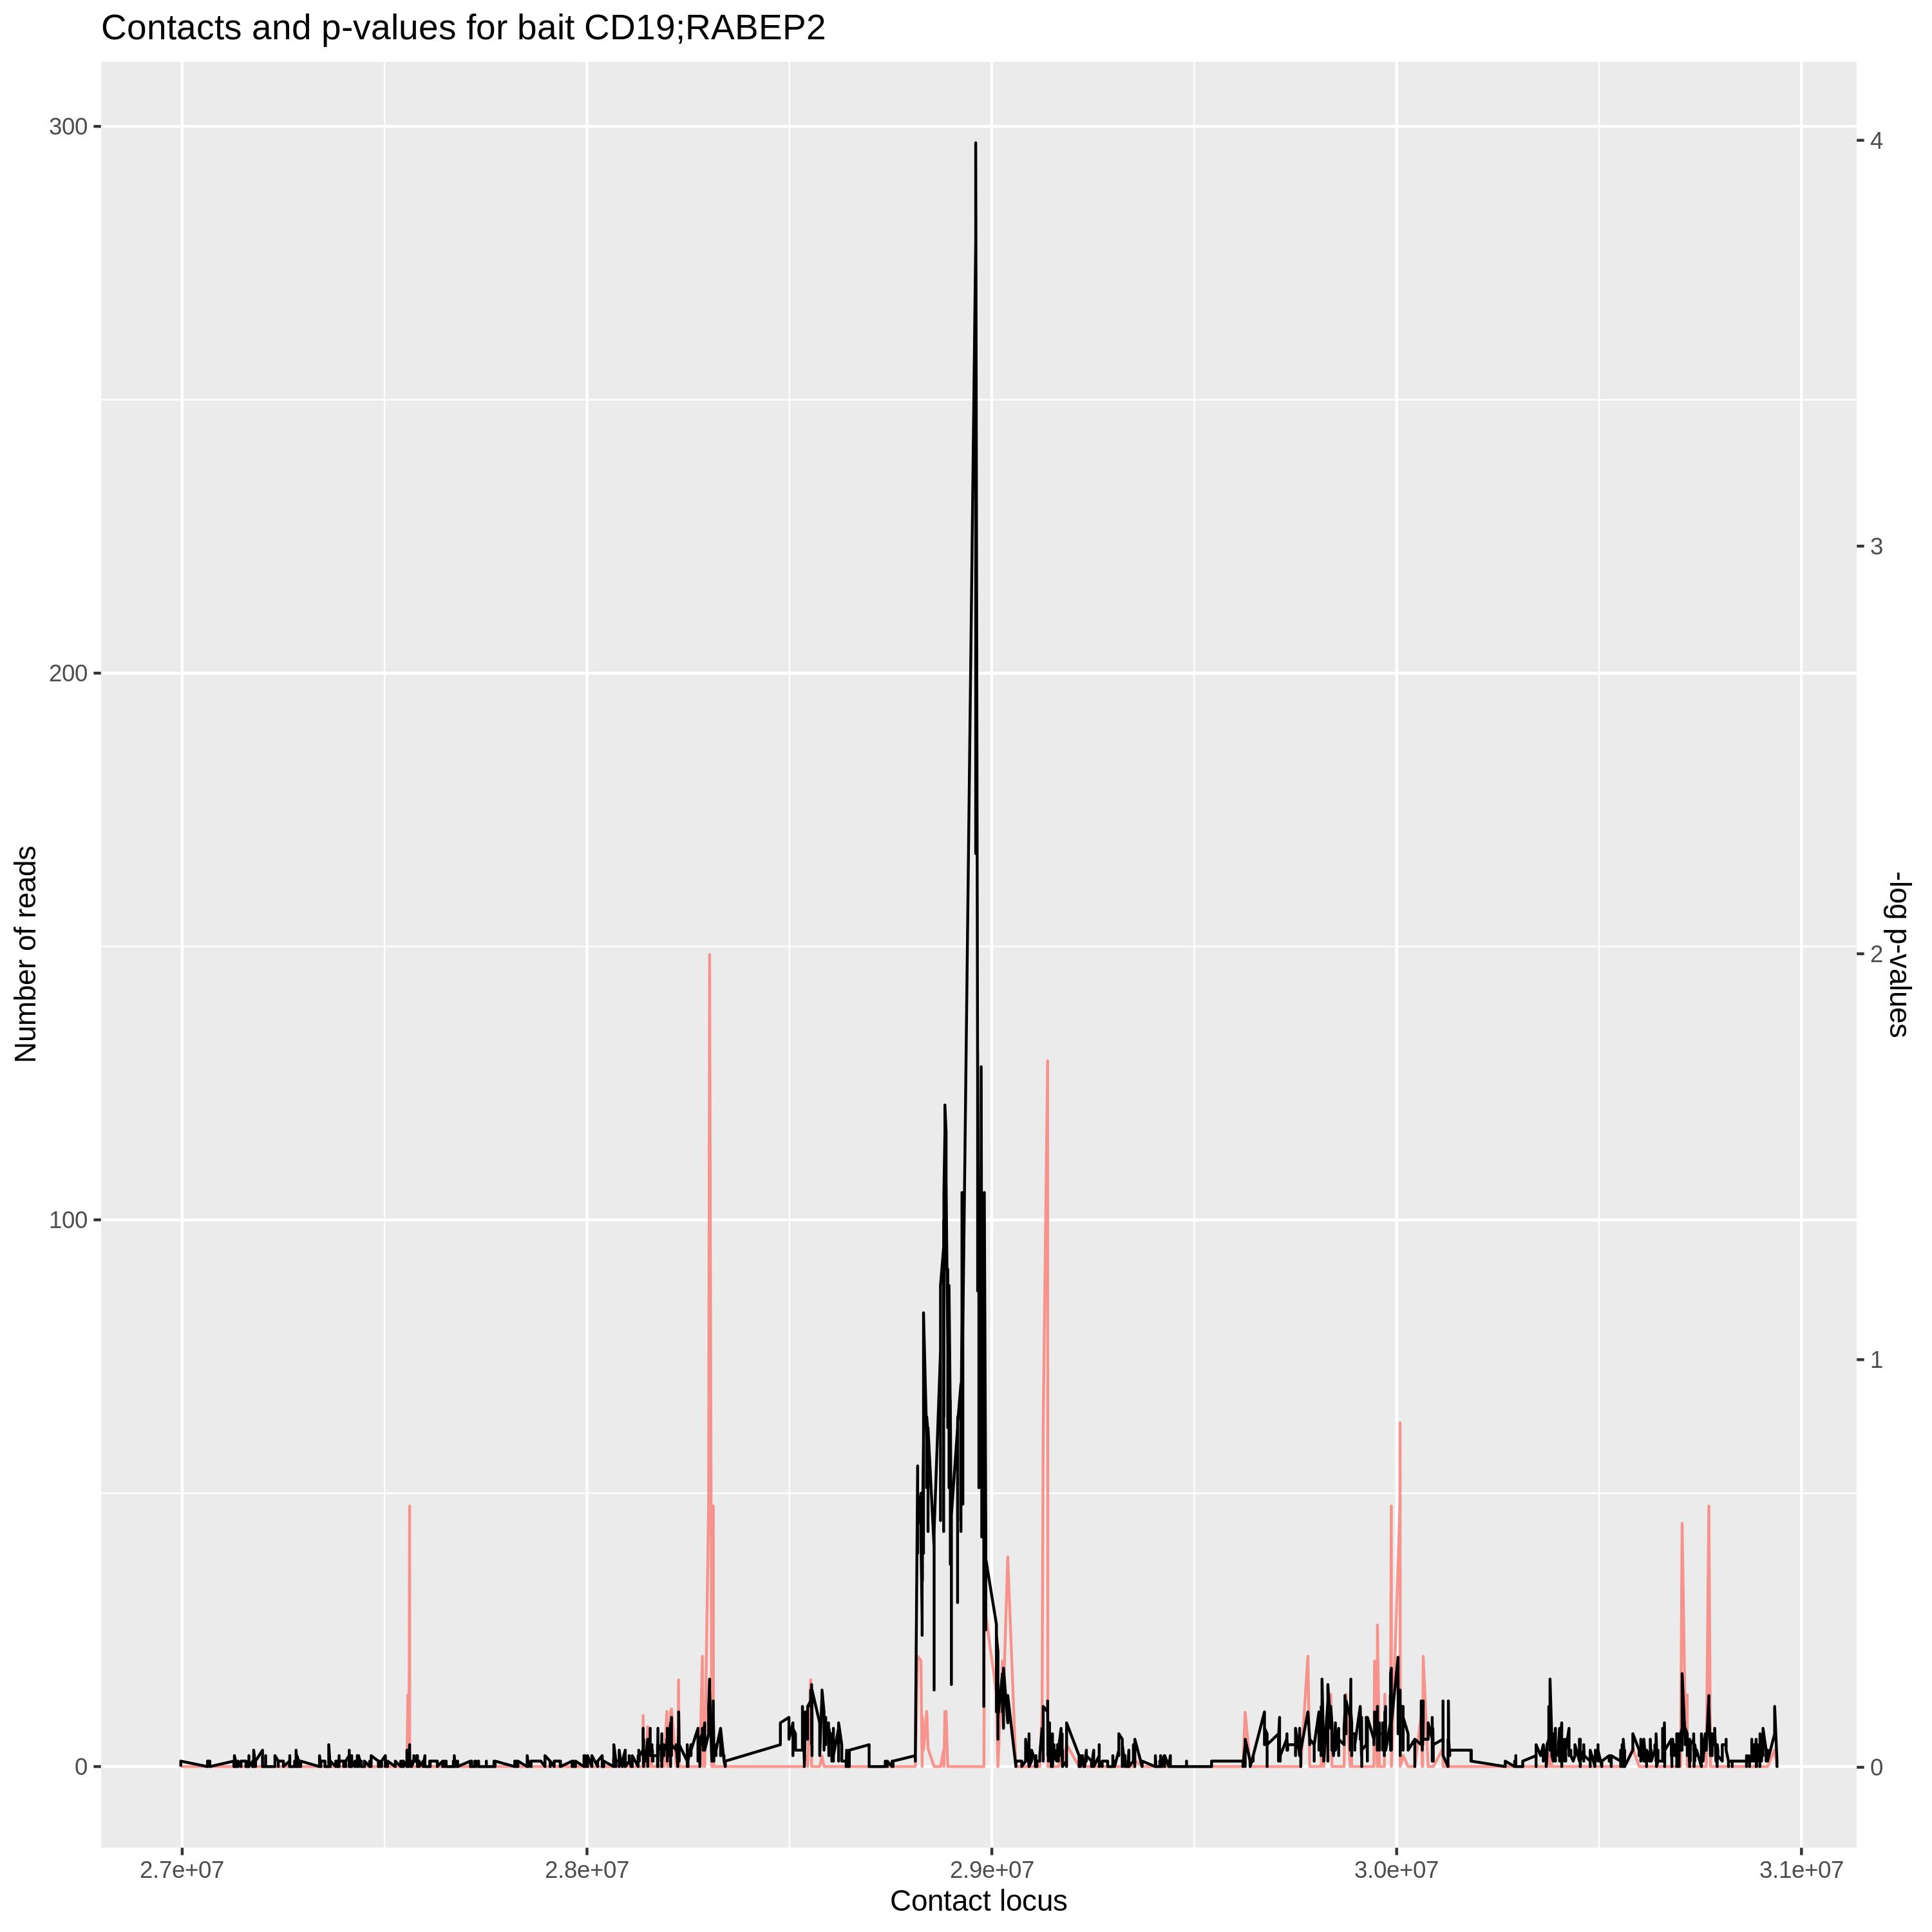 Contacts and p-values for bait CD19;RABEP2
300
200
100
0
Number of reads
4
3
2
1
0
-log p-values
2.7e+07 2.8e+07 2.9e+07 3.0e+07 3.1e+07
Contact locus